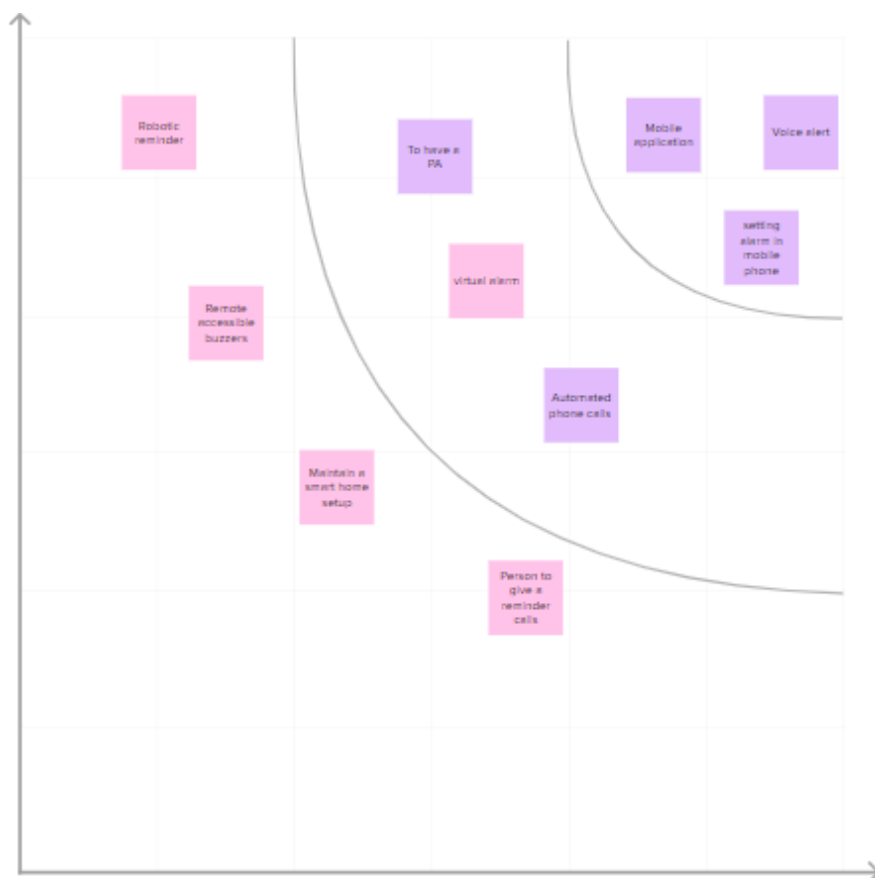 Robotic
reminder
To have a
PA
Mobile
application
Voice alert
setting
alarm in
mobile
phone
virtual alarm
Remote
accessible
buzzers
Automated
phone calls
Maintain a
smart home
setup
Person to
give a
reminder
calls